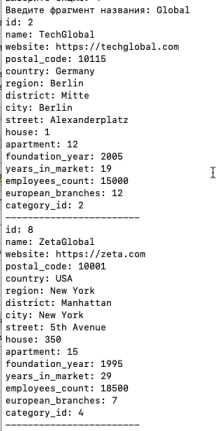 Введите фрагмент названия: Global
id: 2
name: TechGlobal
website: https://techglobal.com
postal_code: 10115
country: Germany
region: Berlin
district: Mitte
city: Berlin
street: Alexanderplatz
house: 1
apartment: 12
foundation_year: 2005
years_in_market: 19
employees_count: 15000
european_branches: 12
category_id: 2
------------------------
id: 8
name: ZetaGlobal
website: https://zeta.com
postal_code: 10001
country: USA
region: New York
district: Manhattan
city: New York
street: 5th Avenue
house: 350
apartment: 15
foundation_year: 1995
years_in_market: 29
employees_count: 18500
european_branches: 7
category_id: 4
------------------------